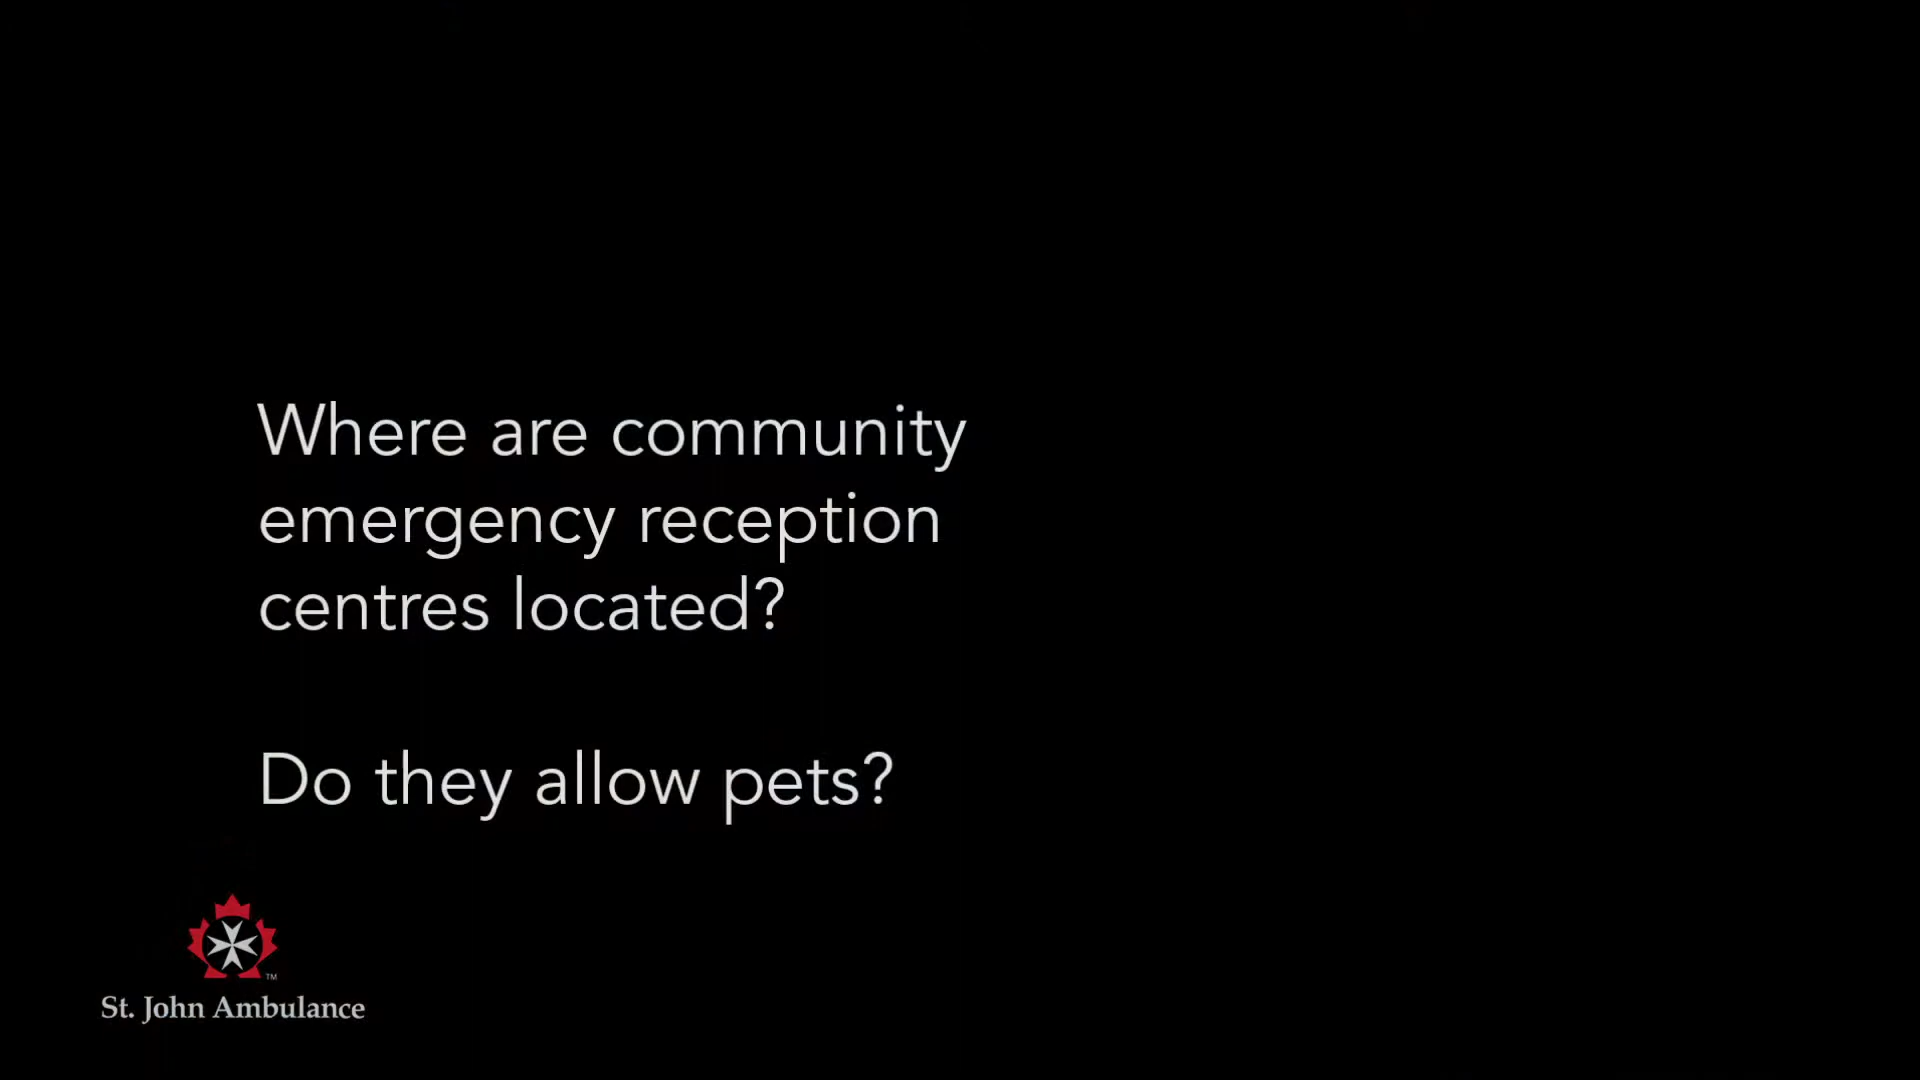 Where are community
emergency reception
centres located?
Do they allow pets?
TM
St. John Ambulance